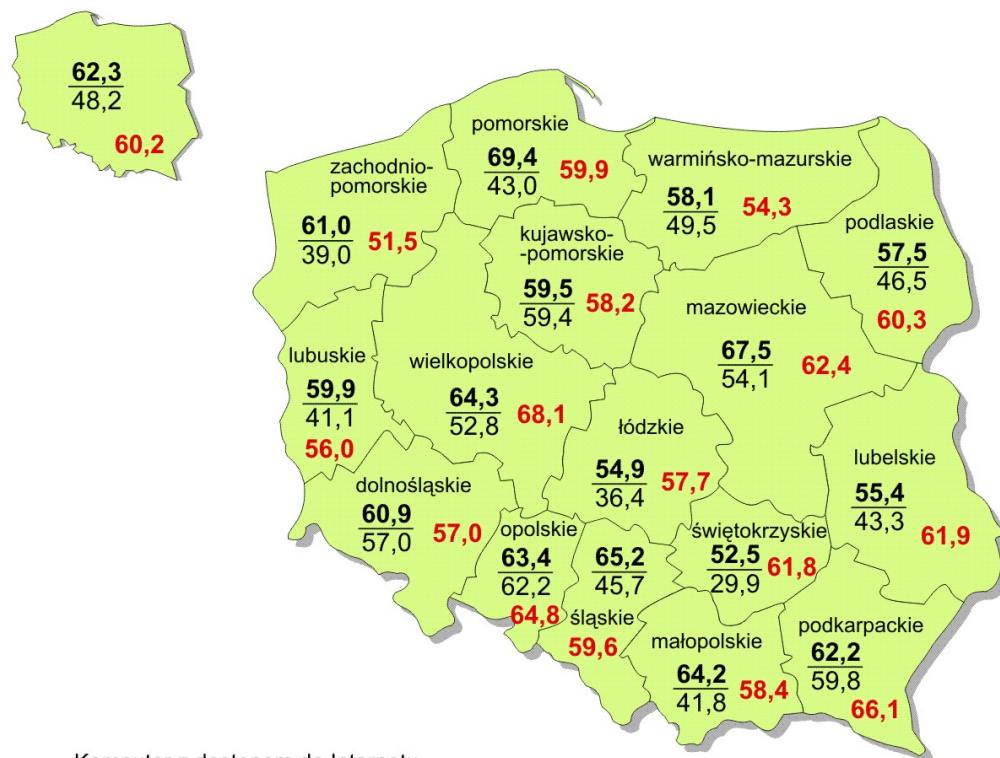 62,3
48,2
60,2
pomorskie
69,4
43,0
59,9
zachodnio-
pomorskie
61,0
39,0
51,5
warmińsko-mazurskie
58,1
49,5
54,3
podlaskie
57,5
46,5
60,3
kujawsko-
-pomorskie
59,5
59,4
58,2
mazowieckie
67,5
54,1
62,4
lubuskie
59,9
41,1
56,0
wielkopolskie
64,3
52,8
68,1
łódzkie
54,9
36,4
57,7
lubelskie
55,4
43,3
61,9
dolnośląskie
60,9
57,0
57,0
opolskie
63,4
62,2
64,8
65,2
45,7
śląskie
59,6
świętokrzyskie
52,5
29,9
61,8
małopolskie
64,2
41,8
58,4
podkarpackie
62,2
59,8
66,1
Komputer z dostępem do Internetu